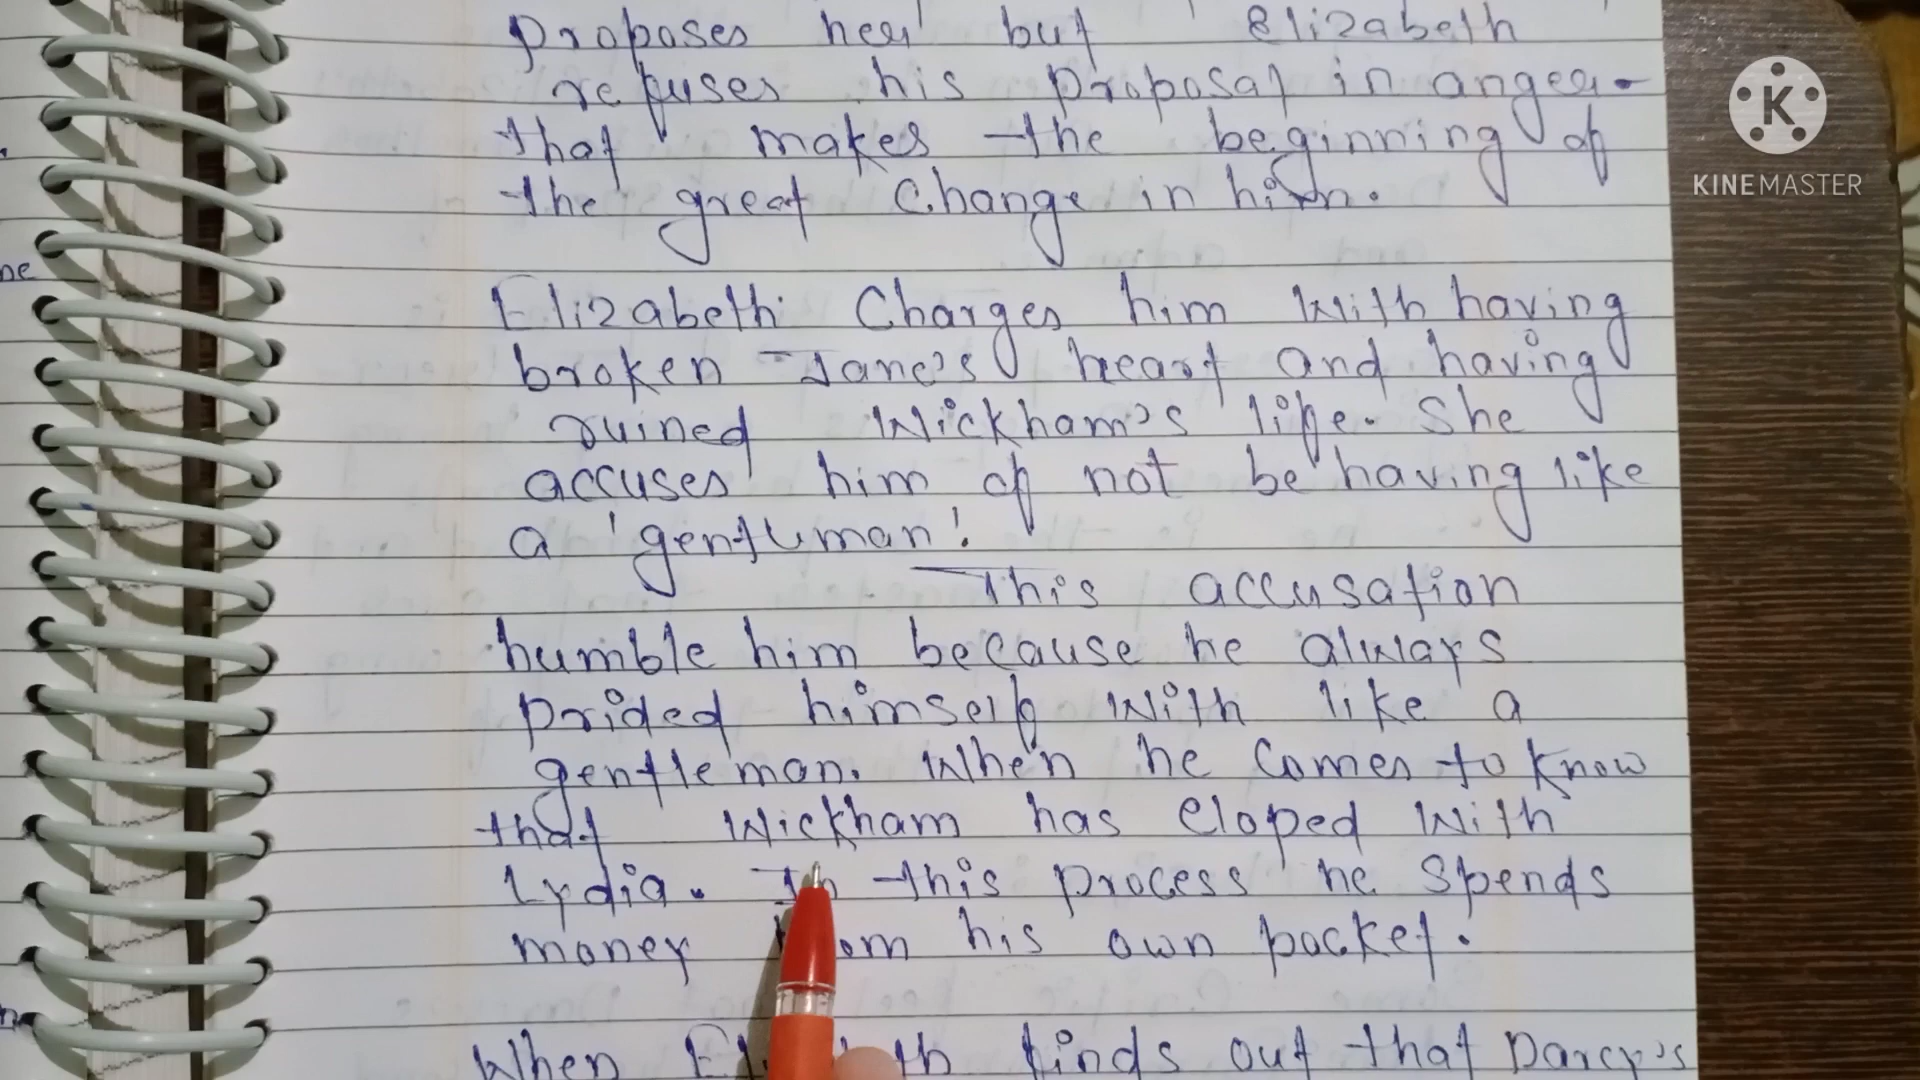 proposes her but Elizabeth
refuses his proposal in anger.
that makes the beginning of
the great change in him.
Elizabeth Charges him with having
broken Jane's heart and having
ruined Wickham's life. She
accuses him of not behaving like
a 'gentleman'.
This accusation
humble him because he always
prided himself with like a
gentleman. When he comes to know
that Wickham has eloped with
Lydia. In this process he spends
money his own pocket.
When finds out that Darcy's
ne
KINEMASTER